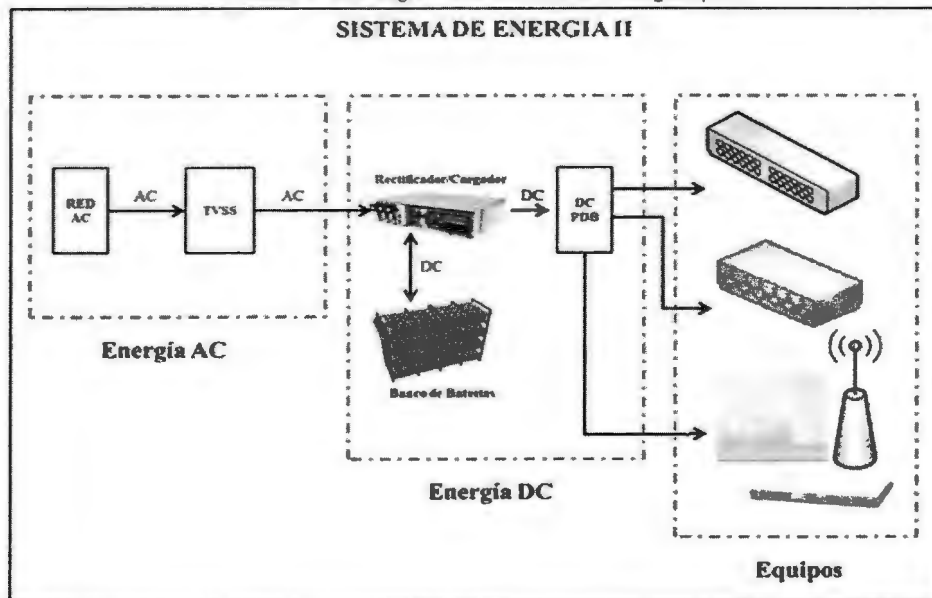 SISTEMA DE ENERGIA II
RED
AC
AC
TVSS
AC
Rectificador/Cargador
DC
DC
PDB
DC
Banco de Baterias
Energía AC
Energía DC
Equipos